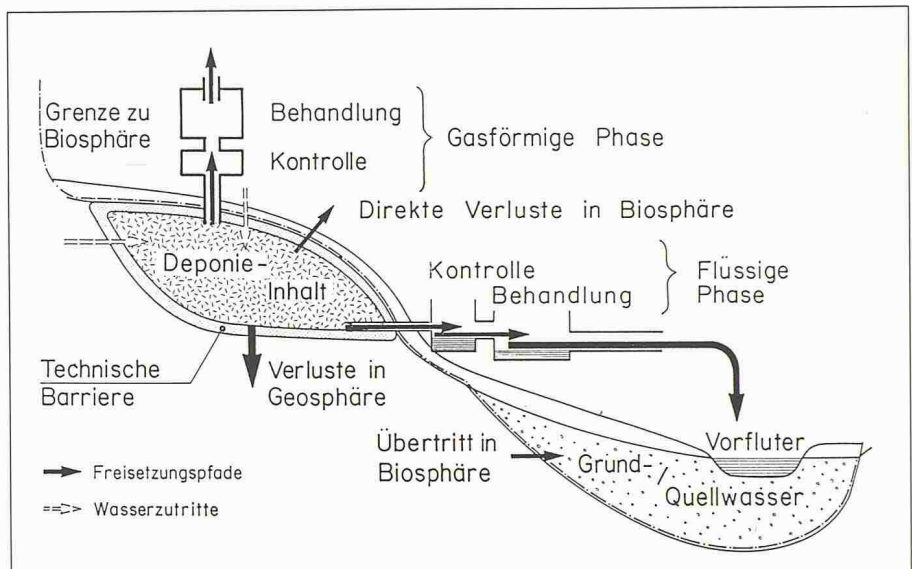 Grenze zu
Biosphäre
Behandlung
Kontrolle
Gasförmige Phase
Direkte Verluste in Biosphäre
Deponie-
Inhalt
Kontrolle
Behandlung
Flüssige
Phase
Technische
Barriere
Verluste in
Geosphäre
Übertritt in
Biosphäre
Vorfluter
Grund-/
Quellwasser
Freisetzungspfade
Wasserzutritte